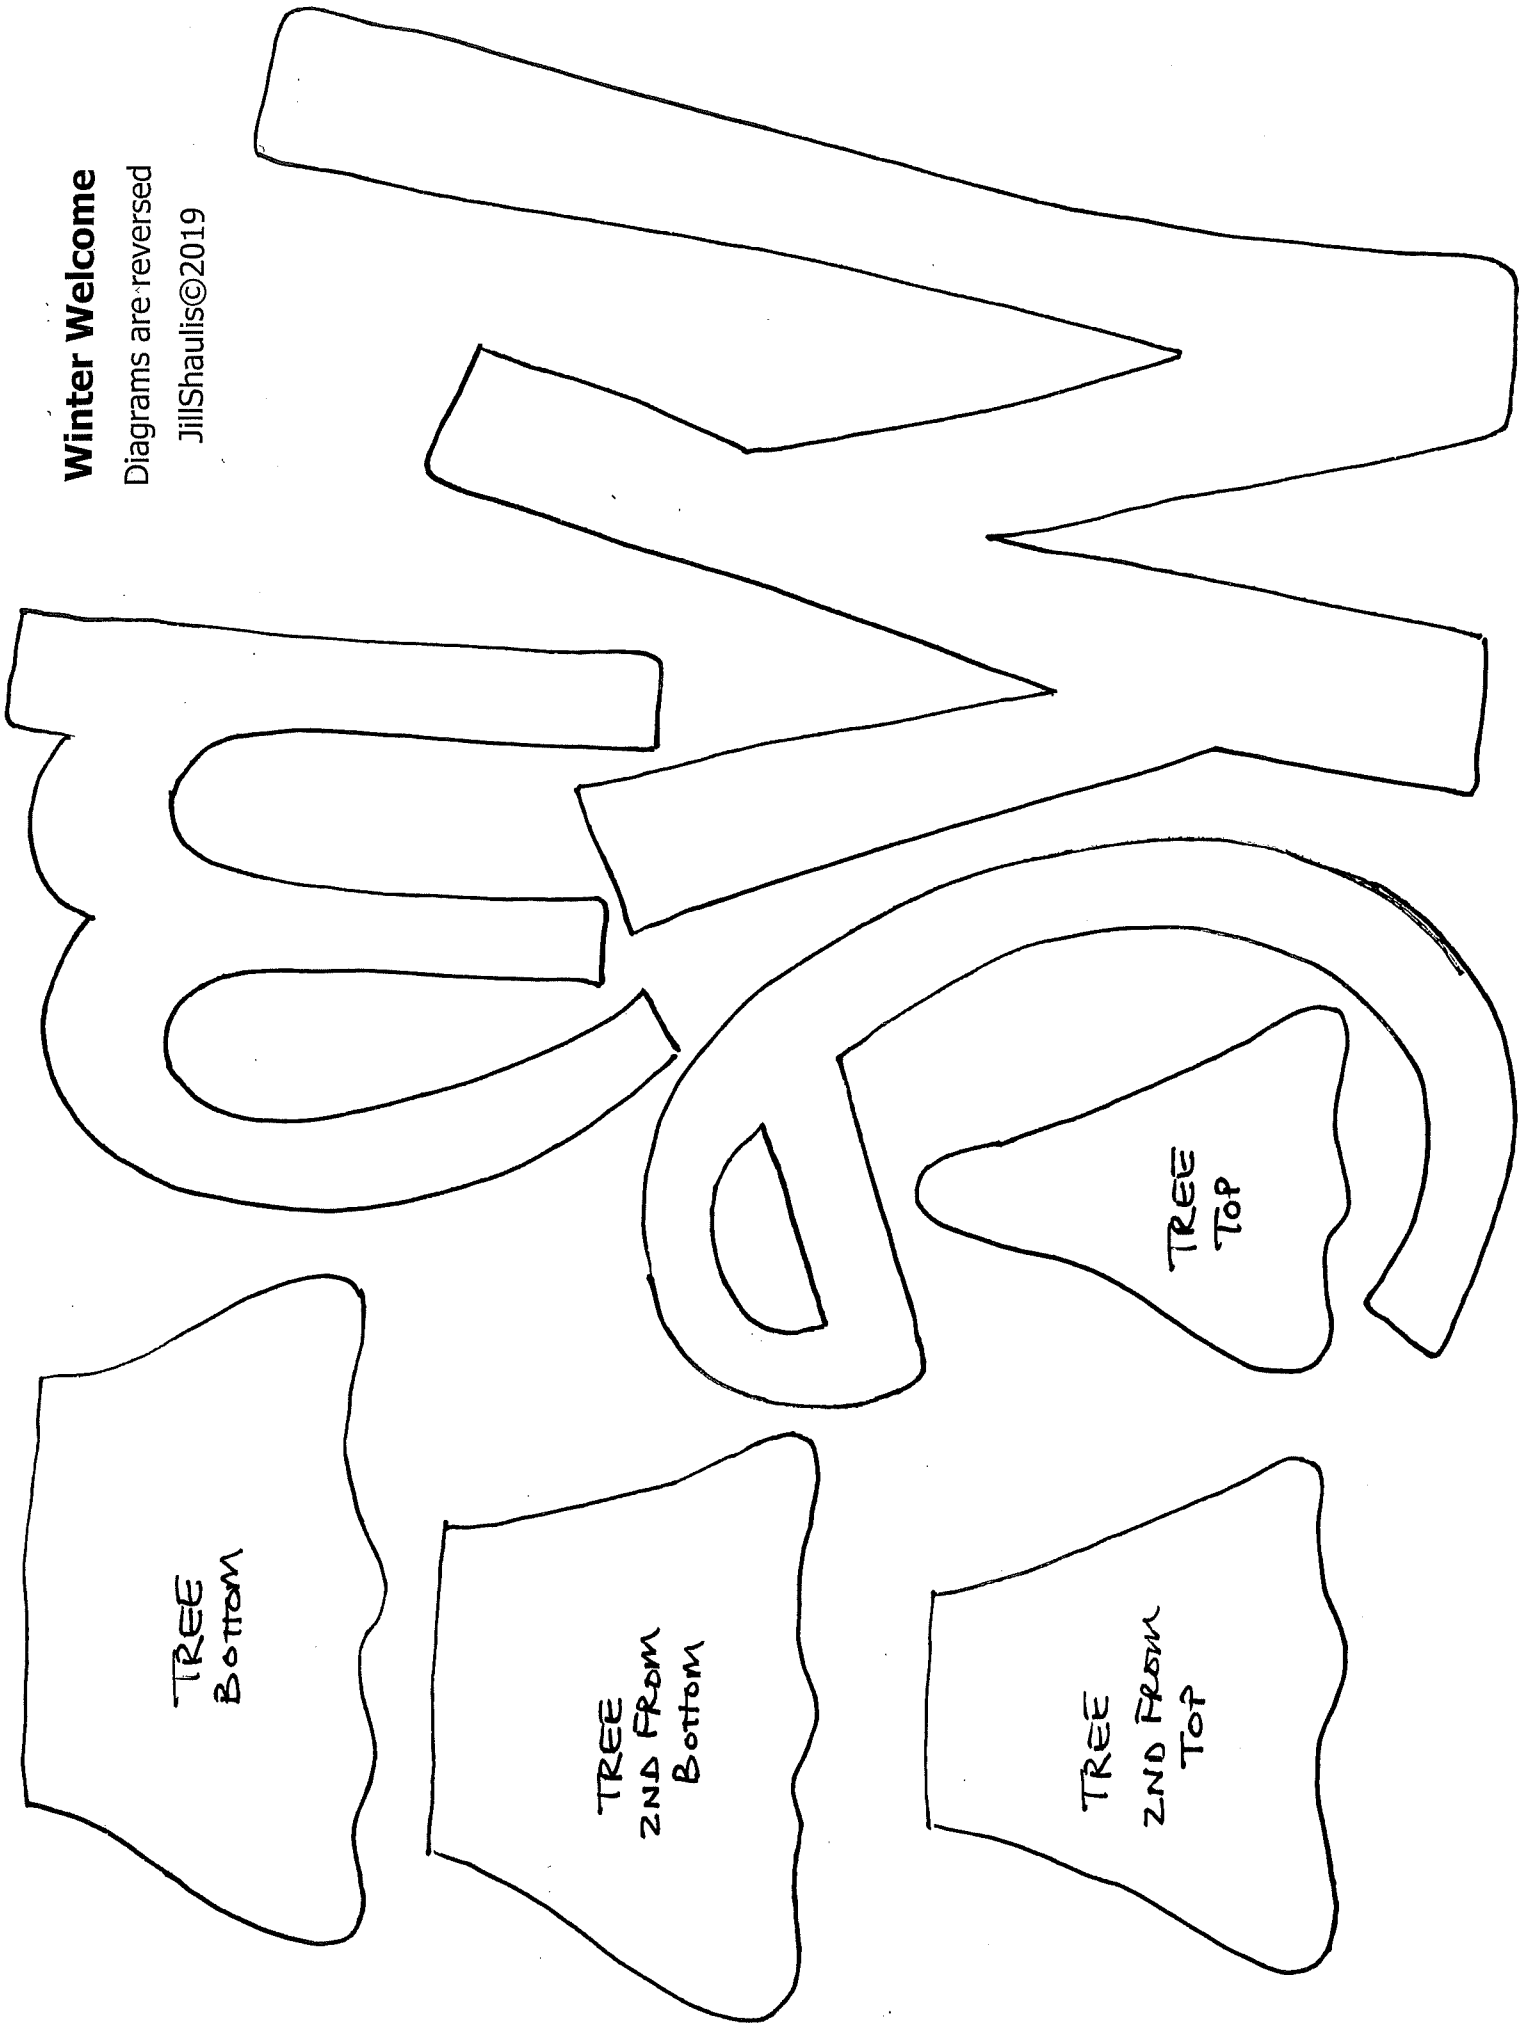 Winter Welcome
Diagrams are reversed
JillShaulis©2019
TREE
TOP
TREE
BOTTOM
TREE
2ND FROM
BOTTOM
TREE
2ND FROM
TOP